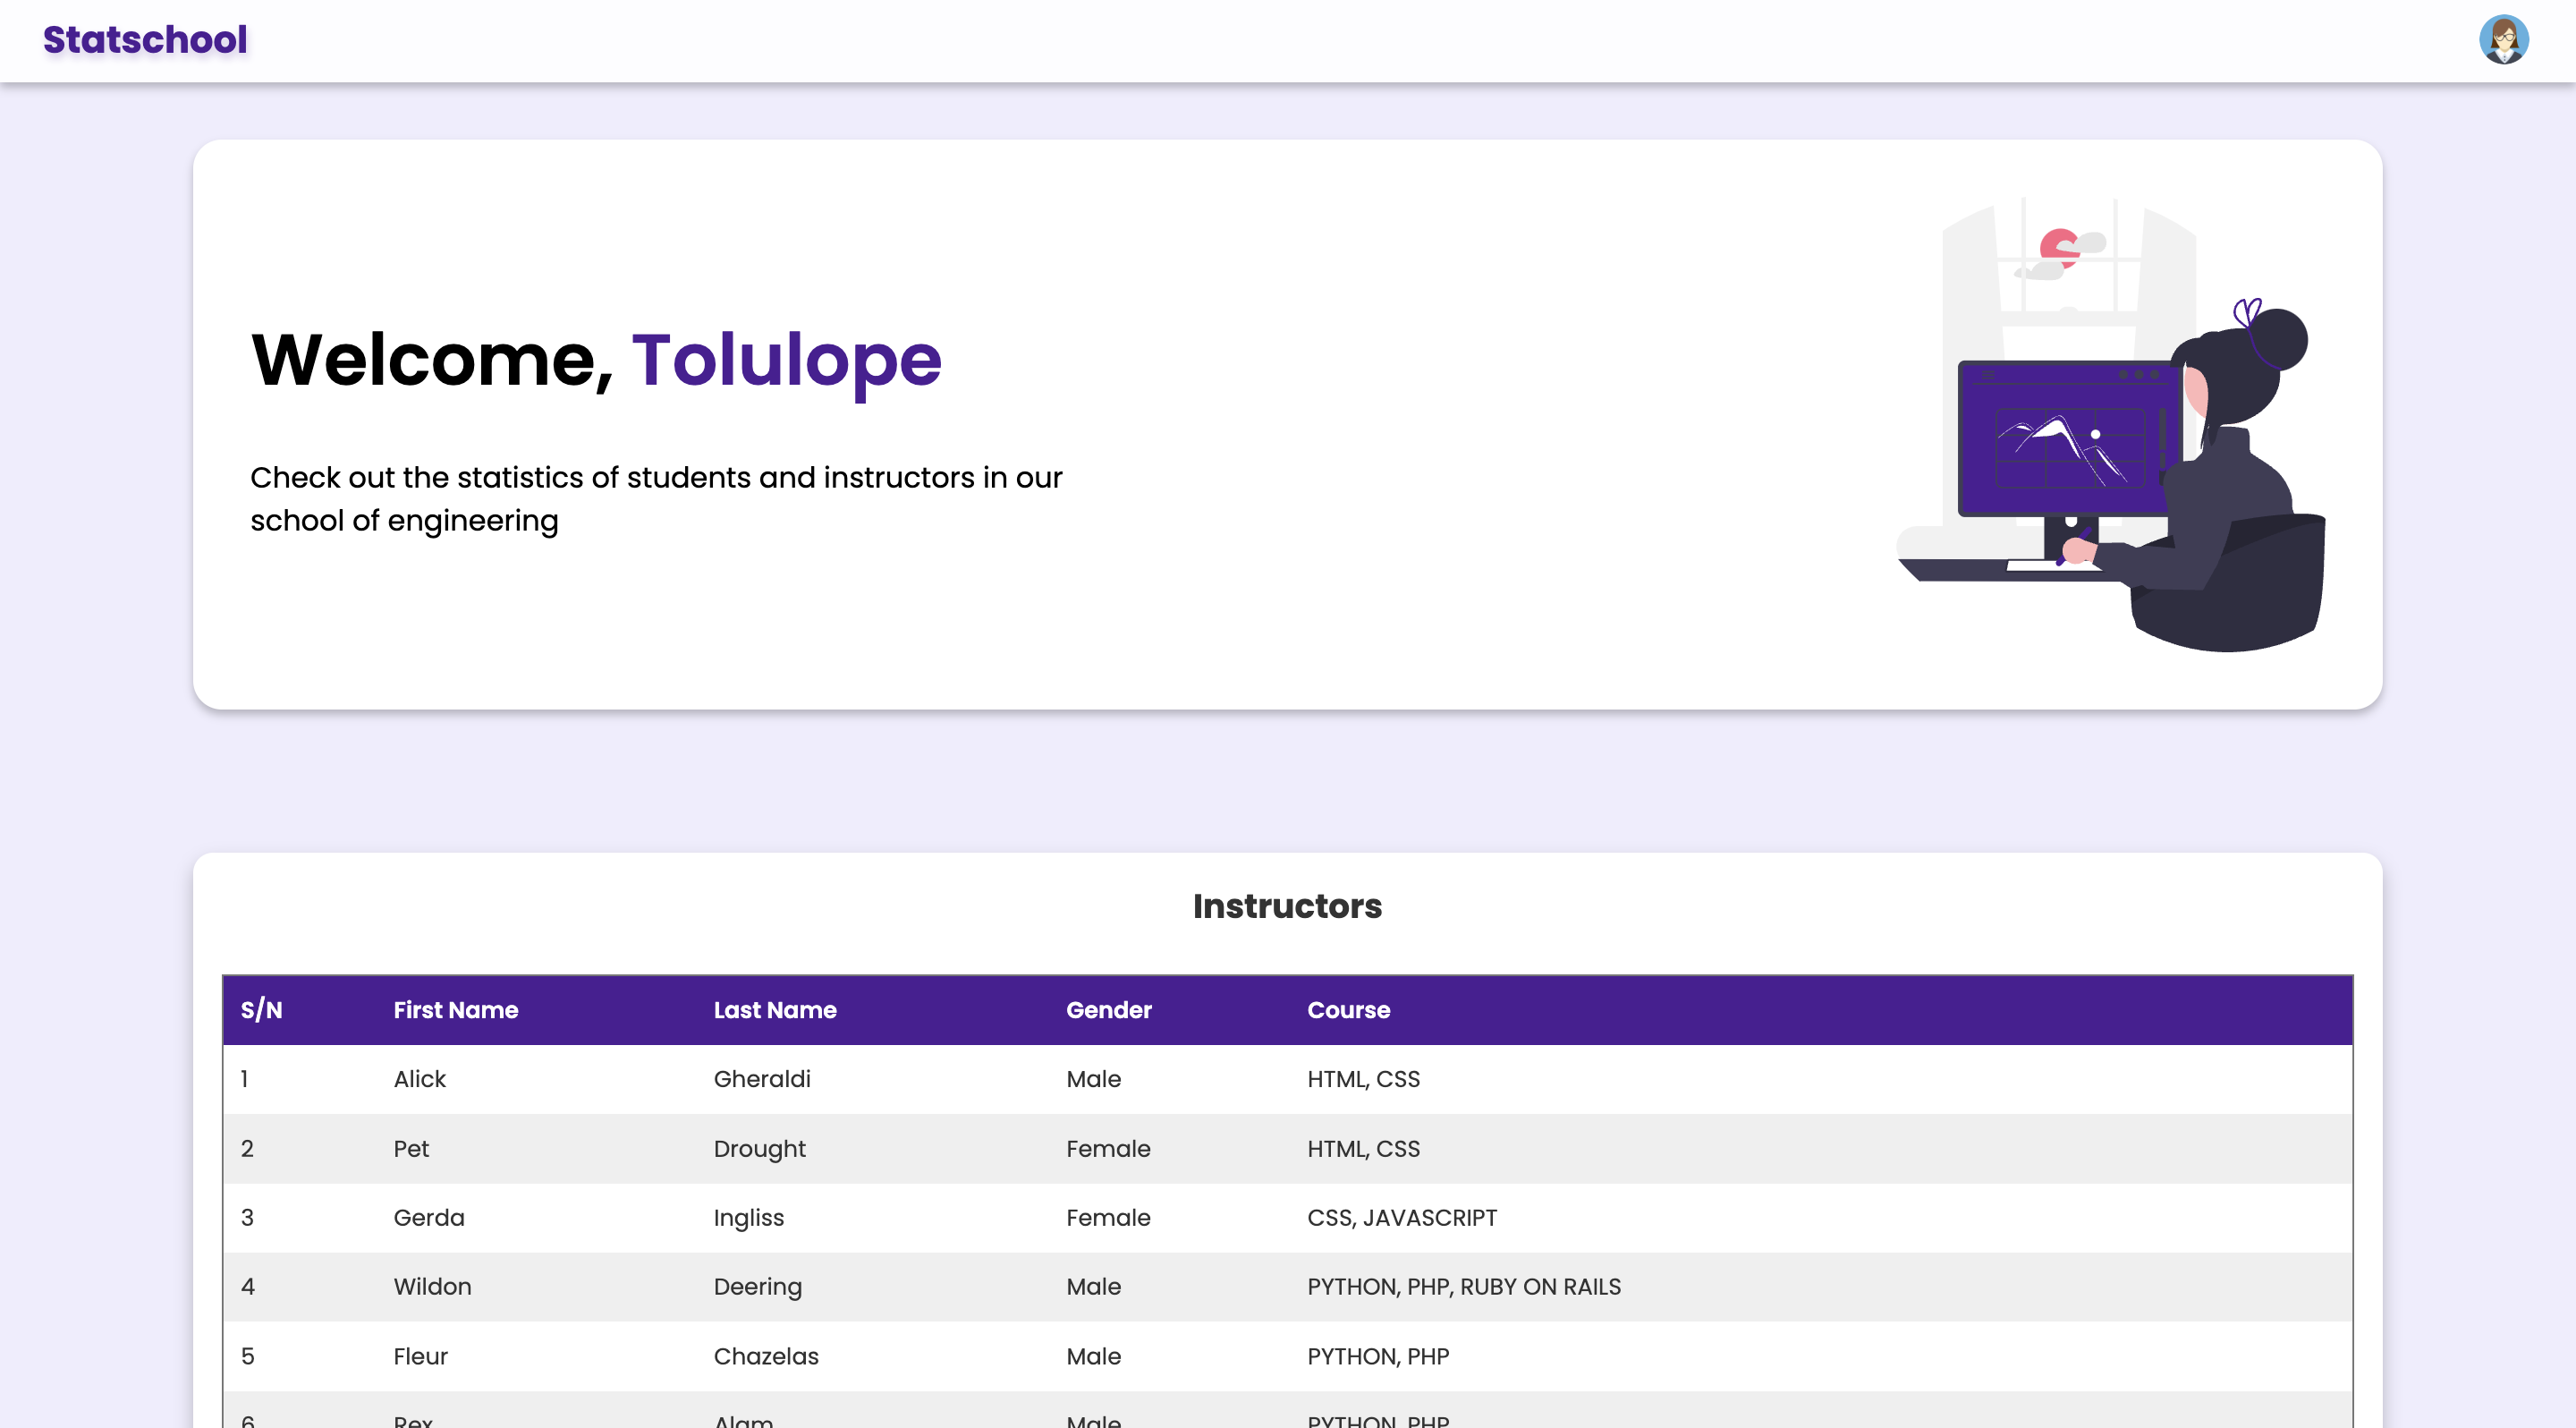 Statschool
Welcome, Tolulope
Check out the statistics of students and instructors in our
school of engineering
Instructors
S/N First Name Last Name Gender Course
1 Alick Gheraldi Male HTML, CSS
2 Pet Drought Female HTML, CSS
3 Gerda Ingliss Female CSS, JAVASCRIPT
4 Wildon Deering Male PYTHON, PHP, RUBY ON RAILS
5 Fleur Chazelas Male PYTHON, PHP
6 Rex Alam Male PYTHON, PHP